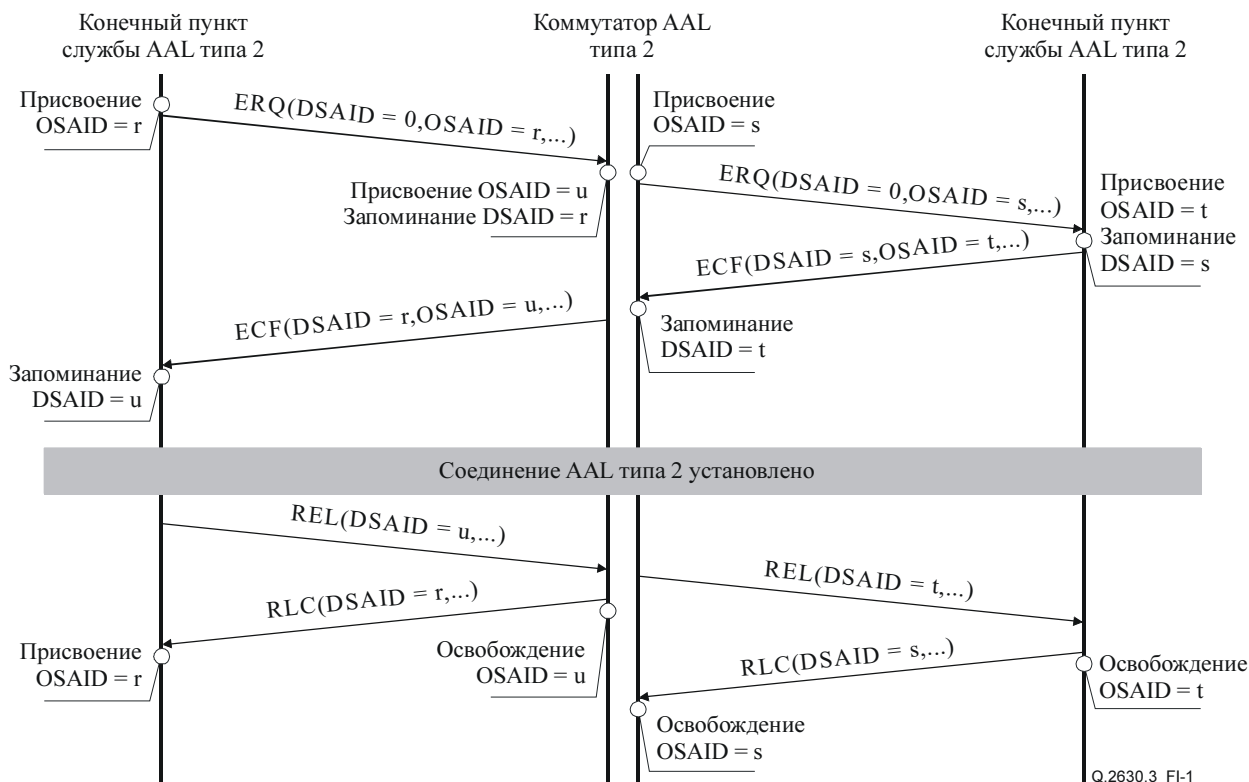 Конечный пункт
службы AAL типа 2
Коммутатор AAL
типа 2
Конечный пункт
службы AAL типа 2
Присвоение
OSAID = r
ERQ(DSAID = 0,OSAID = r,...)
Присвоение
OSAID = s
Присвоение OSAID = u
Запоминание DSAID = r
ERQ(DSAID = 0,OSAID = s,...)
Присвоение
OSAID = t
Запоминание
DSAID = s
ECF(DSAID = s,OSAID = t,...)
ECF(DSAID = r,OSAID = u,...)
Запоминание
DSAID = t
Запоминание
DSAID = u
Соединение AAL типа 2 установлено
REL(DSAID = u,...)
REL(DSAID = t,...)
RLC(DSAID = r,...)
Присвоение
OSAID = r
Освобождение
OSAID = u
RLC(DSAID = s,...)
Освобождение
OSAID = t
Освобождение
OSAID = s
Q.2630.3_FI-1